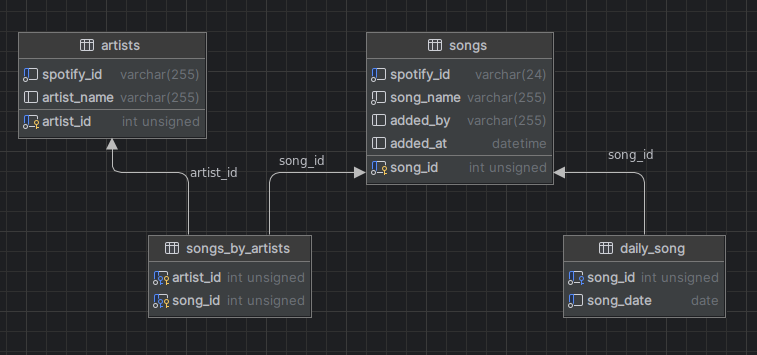 artists
spotify_id varchar(255)
artist_name varchar(255)
artist_id int unsigned
songs
spotify_id varchar(24)
song_name varchar(255)
added_by varchar(255)
added_at datetime
song_id int unsigned
artist_id
song_id
song_id
songs_by_artists
artist_id int unsigned
song_id int unsigned
daily_song
song_id int unsigned
song_date date